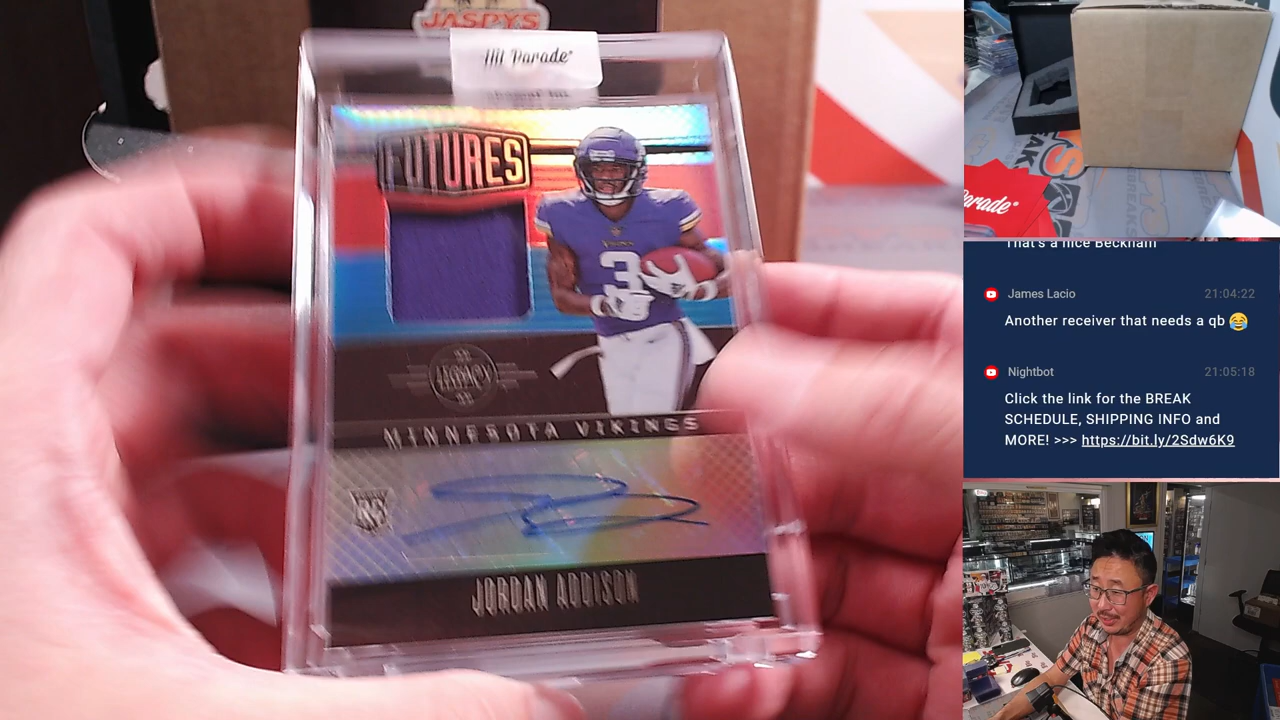 JASPYS
Hit Parade®
FUTURES
3
LEGACY
MINNESOTA VIKINGS
JORDAN ADDISON
Parade®
That's a nice Beckham
James Lacio 21:04:22
Another receiver that needs a qb 😂
Nightbot 21:05:18
Click the link for the BREAK
SCHEDULE, SHIPPING INFO and
MORE! >>> https://bit.ly/2Sdw6K9